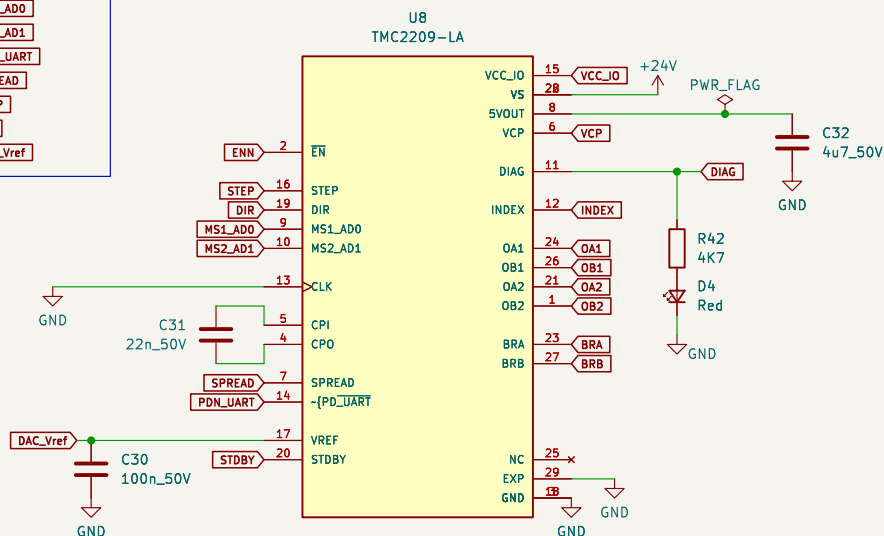 _AD0
_AD1
_UART
EAD
P
_Vref
U8
TMC2209-LA
ENN
2
EN
STEP
16
STEP
DIR
19
DIR
MS1_AD0
9
MS1_AD0
MS2_AD1
10
MS2_AD1
13
CLK
GND
C31
22n_50V
5
CPI
4
CPO
SPREAD
7
SPREAD
PDN_UART
14
~{PD_UART
DAC_Vref
17
VREF
STDBY
20
STDBY
C30
100n_50V
GND
VCC_IO
15
VCC_IO
VS
+24V
5VOUT
8
PWR_FLAG
VCP
6
VCP
C32
4u7_50V
GND
DIAG
11
DIAG
INDEX
12
INDEX
OA1
24
OA1
OB1
26
OB1
OA2
21
OA2
OB2
1
OB2
R42
4K7
D4
Red
GND
BRA
23
BRA
BRB
27
BRB
NC
25
EXP
29
GND
GND
GND